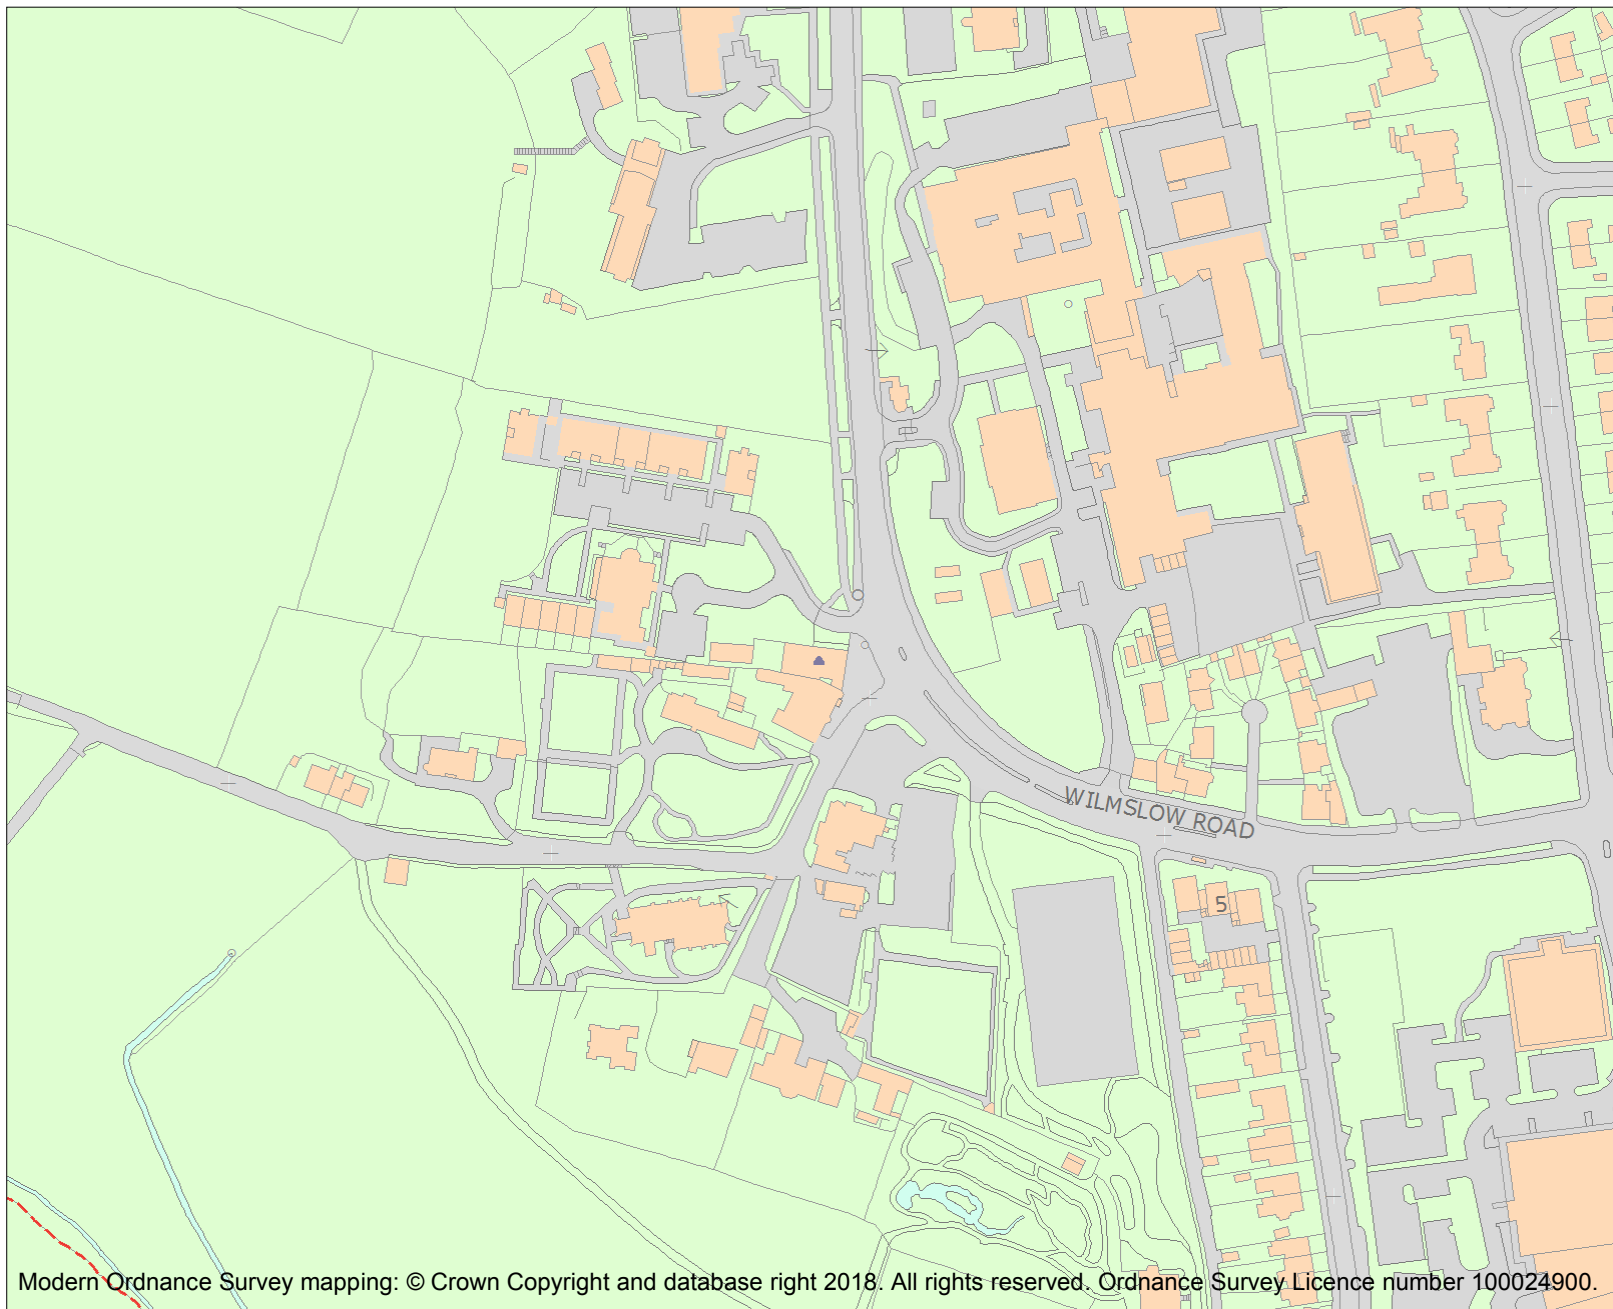 WILMSLOW ROAD
5
Modern Ordnance Survey mapping: © Crown Copyright and database right 2018. All rights reserved. Ordnance Survey Licence number 100024900.